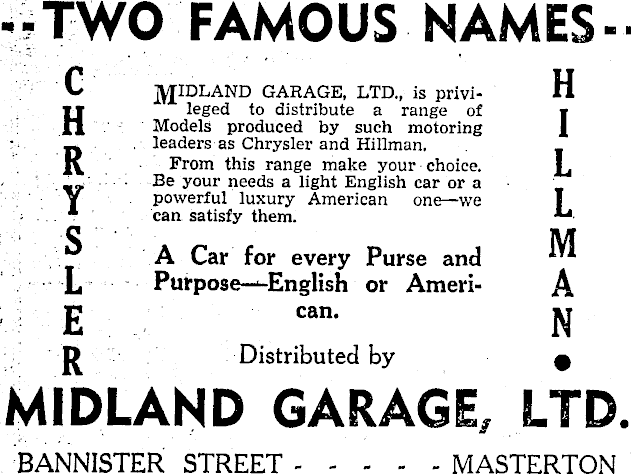 --TWO FAMOUS NAMES--
CHRYSLER
MIDLAND GARAGE, LTD., is privi-
leged to distribute a range of
Models produced by such motoring
leaders as Chrysler and Hillman.
From this range make your choice.
Be your needs a light English car or a
powerful luxury American one—we
can satisfy them.
A Car for every Purse and
Purpose—English or Ameri-
can.
Distributed by
HILLMAN •
MIDLAND GARAGE, LTD.
BANNISTER STREET - - - - - MASTERTON